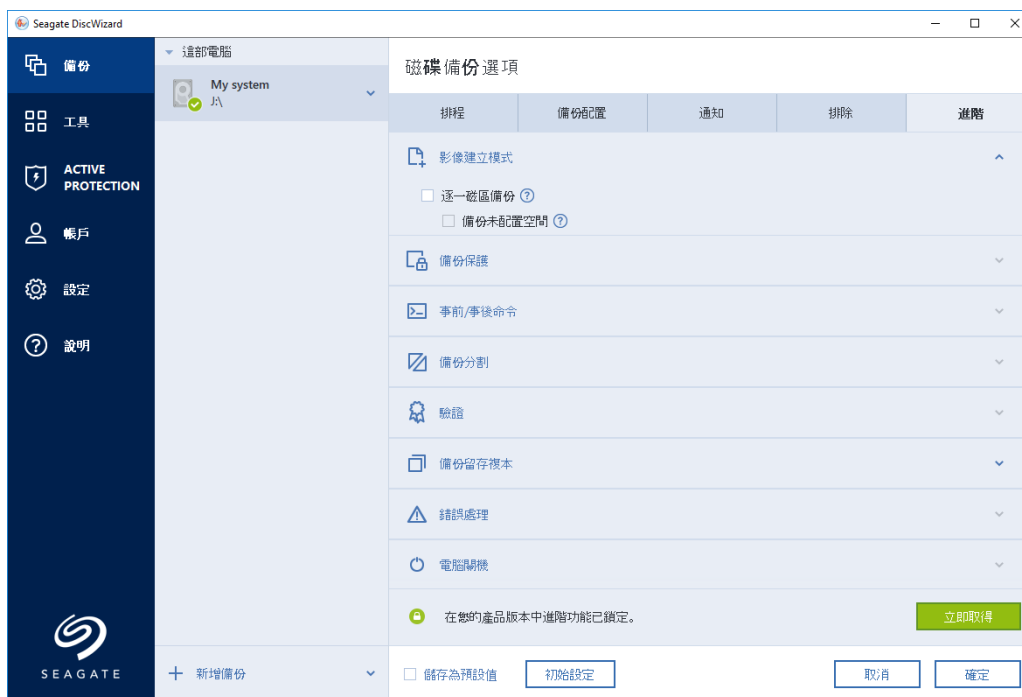 Seagate DiscWizard
備份
工具
ACTIVE
PROTECTION
帳戶
設定
說明
SEAGATE
這部電腦
My system
J:\
新增備份
磁碟備份選項
排程
備份配置
通知
排除
進階
影像建立模式
逐一磁區備份
備份未配置空間
備份保護
事前/事後命令
備份分割
驗證
備份留存複本
錯誤處理
電腦關機
在您的產品版本中進階功能已鎖定。
立即取得
儲存為預設值
初始設定
取消
確定